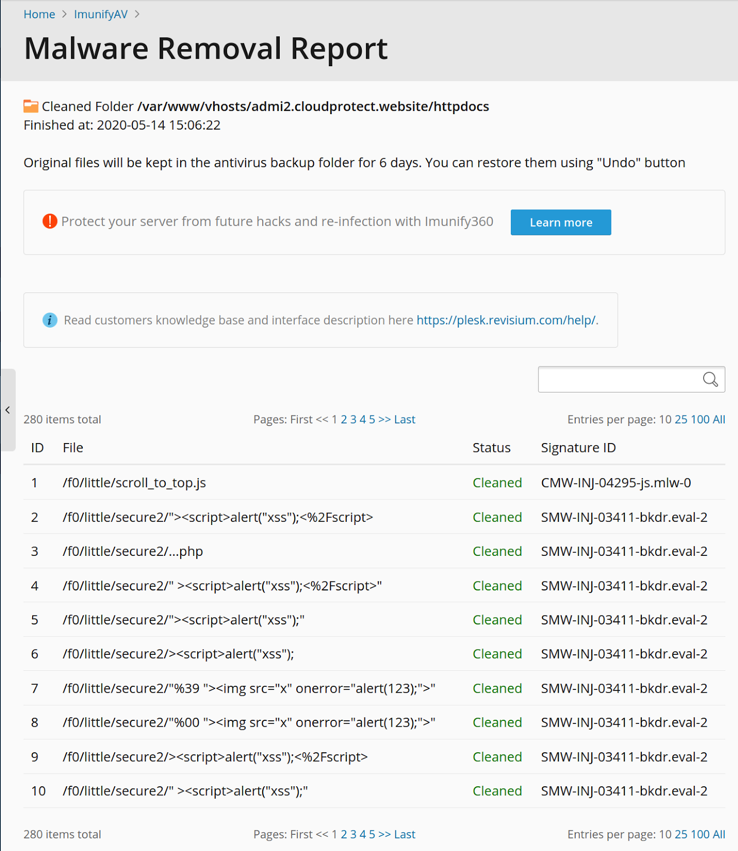 Home > ImunifyAV >
Malware Removal Report
Cleaned Folder /var/www/vhosts/admi2.cloudprotect.website/httpdocs
Finished at: 2020-05-14 15:06:22
Original files will be kept in the antivirus backup folder for 6 days. You can restore them using "Undo" button
Protect your server from future hacks and re-infection with Imunify360 Learn more
Read customers knowledge base and interface description here https://plesk.revisium.com/help/.
280 items total Pages: First << 1 2 3 4 5 >> Last Entries per page: 10 25 100 All
ID File Status Signature ID
1 /f0/little/scroll_to_top.js Cleaned CMW-INJ-04295-js.mlw-0
2 /f0/little/secure2/"><script>alert("xss");<%2Fscript> Cleaned SMW-INJ-03411-bkdr.eval-2
3 /f0/little/secure2/...php Cleaned SMW-INJ-03411-bkdr.eval-2
4 /f0/little/secure2/" ><script>alert("xss");<%2Fscript>" Cleaned SMW-INJ-03411-bkdr.eval-2
5 /f0/little/secure2/"><script>alert("xss");" Cleaned SMW-INJ-03411-bkdr.eval-2
6 /f0/little/secure2/><script>alert("xss"); Cleaned SMW-INJ-03411-bkdr.eval-2
7 /f0/little/secure2/"%39 "><img src="x" onerror="alert(123);">" Cleaned SMW-INJ-03411-bkdr.eval-2
8 /f0/little/secure2/"%00 "><img src="x" onerror="alert(123);">" Cleaned SMW-INJ-03411-bkdr.eval-2
9 /f0/little/secure2/><script>alert("xss");<%2Fscript> Cleaned SMW-INJ-03411-bkdr.eval-2
10 /f0/little/secure2/" ><script>alert("xss");" Cleaned SMW-INJ-03411-bkdr.eval-2
280 items total Pages: First << 1 2 3 4 5 >> Last Entries per page: 10 25 100 All